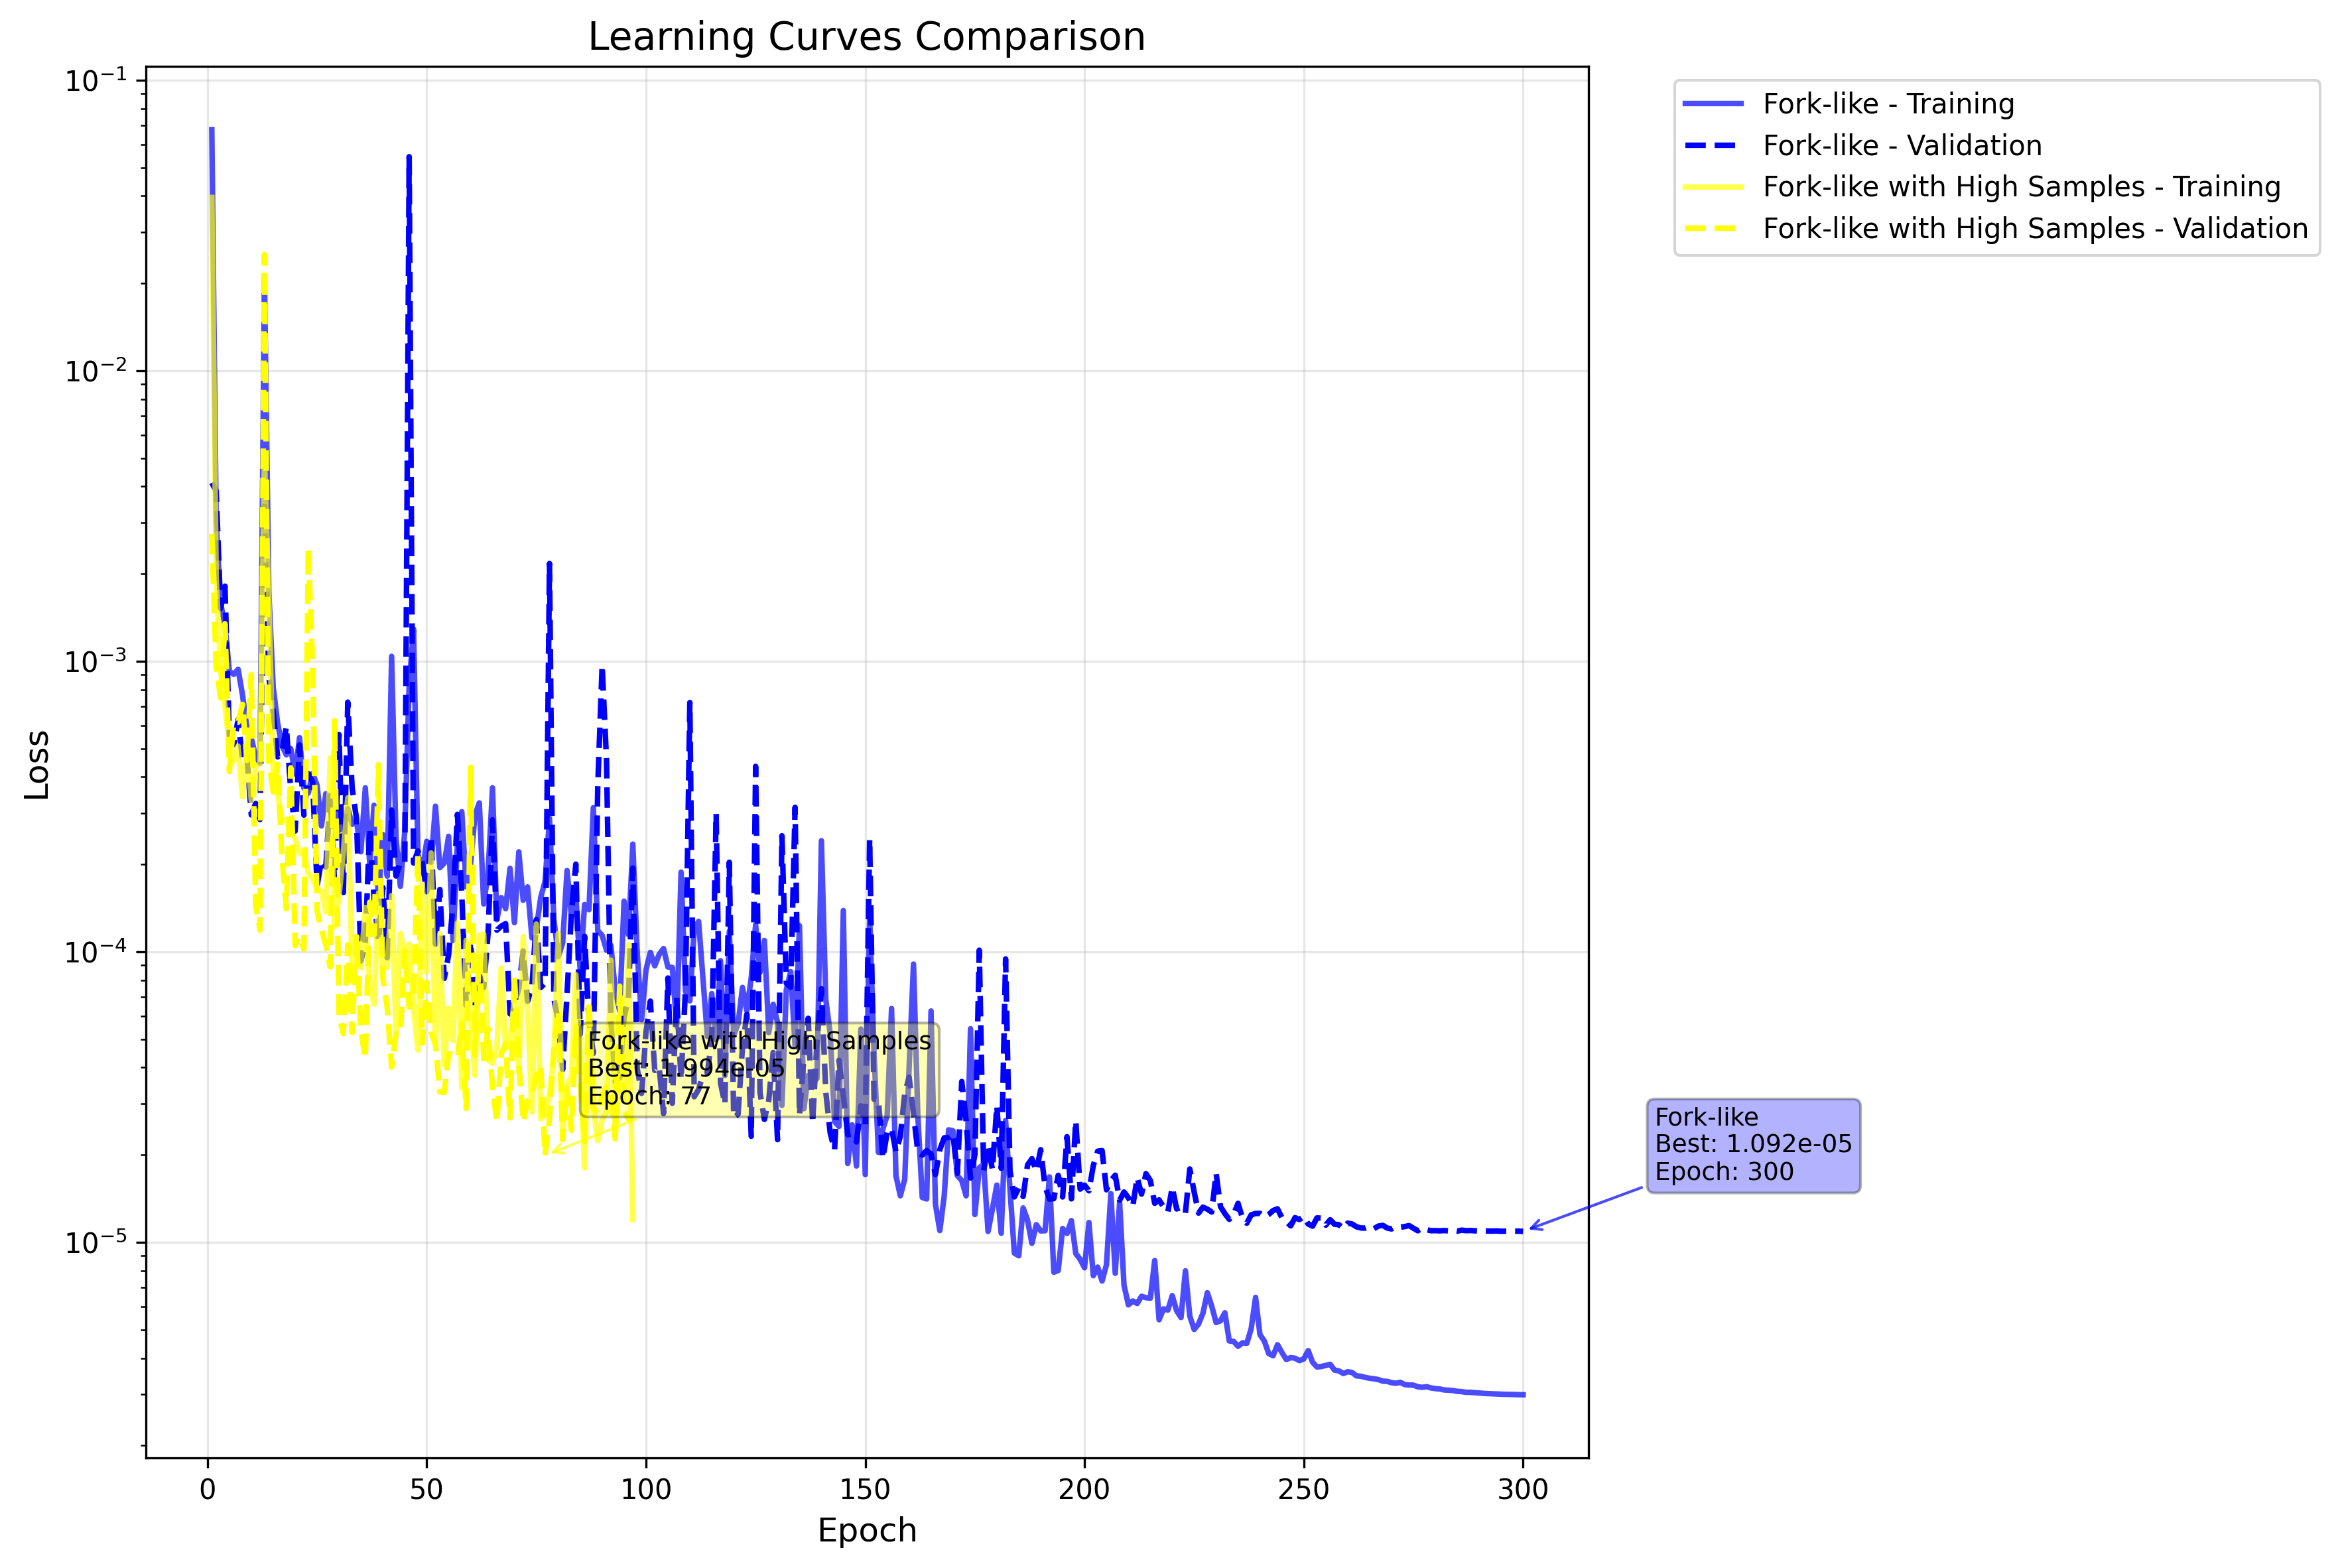 Learning Curves Comparison
10⁻¹
10⁻²
10⁻³
10⁻⁴
10⁻⁵
Loss
0
50
100
150
200
250
300
Epoch
Fork-like with High Samples
Best: 1.994e-05
Epoch: 77
Fork-like - Training
Fork-like - Validation
Fork-like with High Samples - Training
Fork-like with High Samples - Validation
Fork-like
Best: 1.092e-05
Epoch: 300